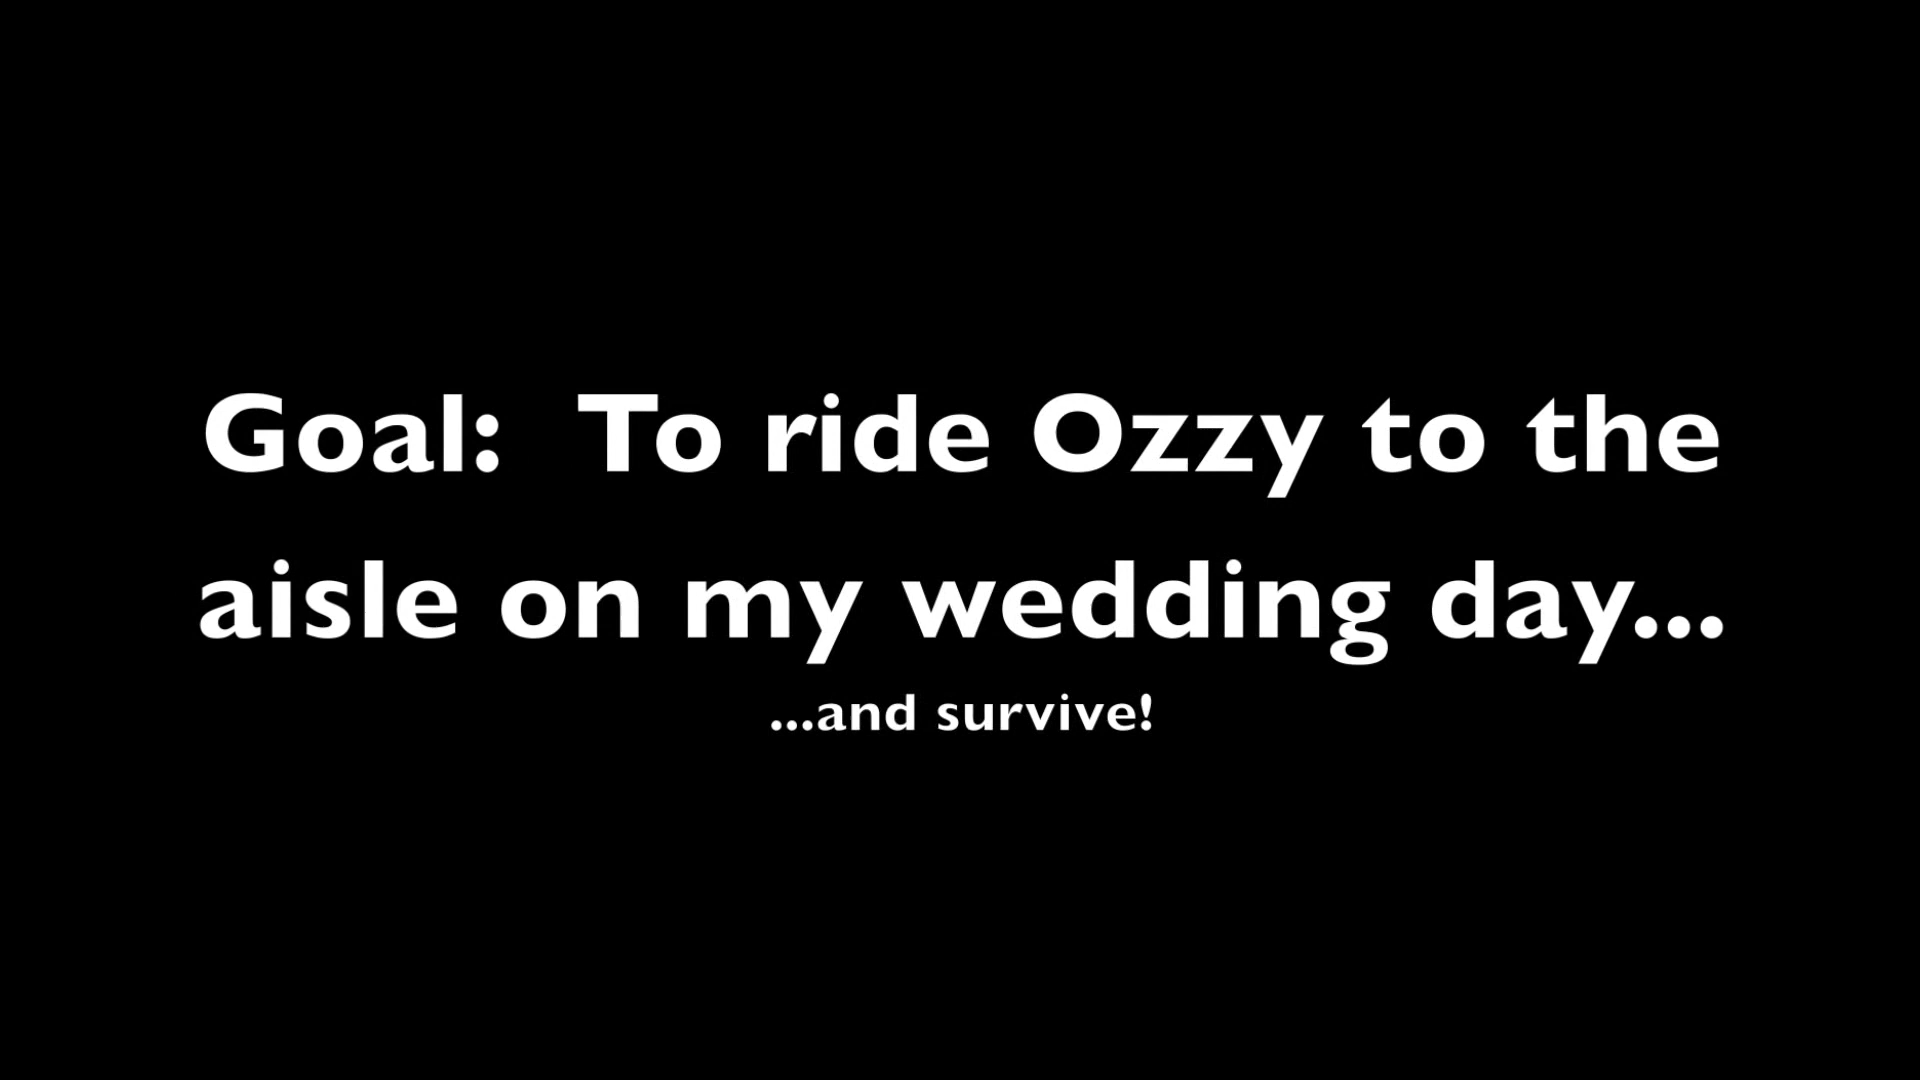 Goal:  To ride Ozzy to the
aisle on my wedding day...
...and survive!